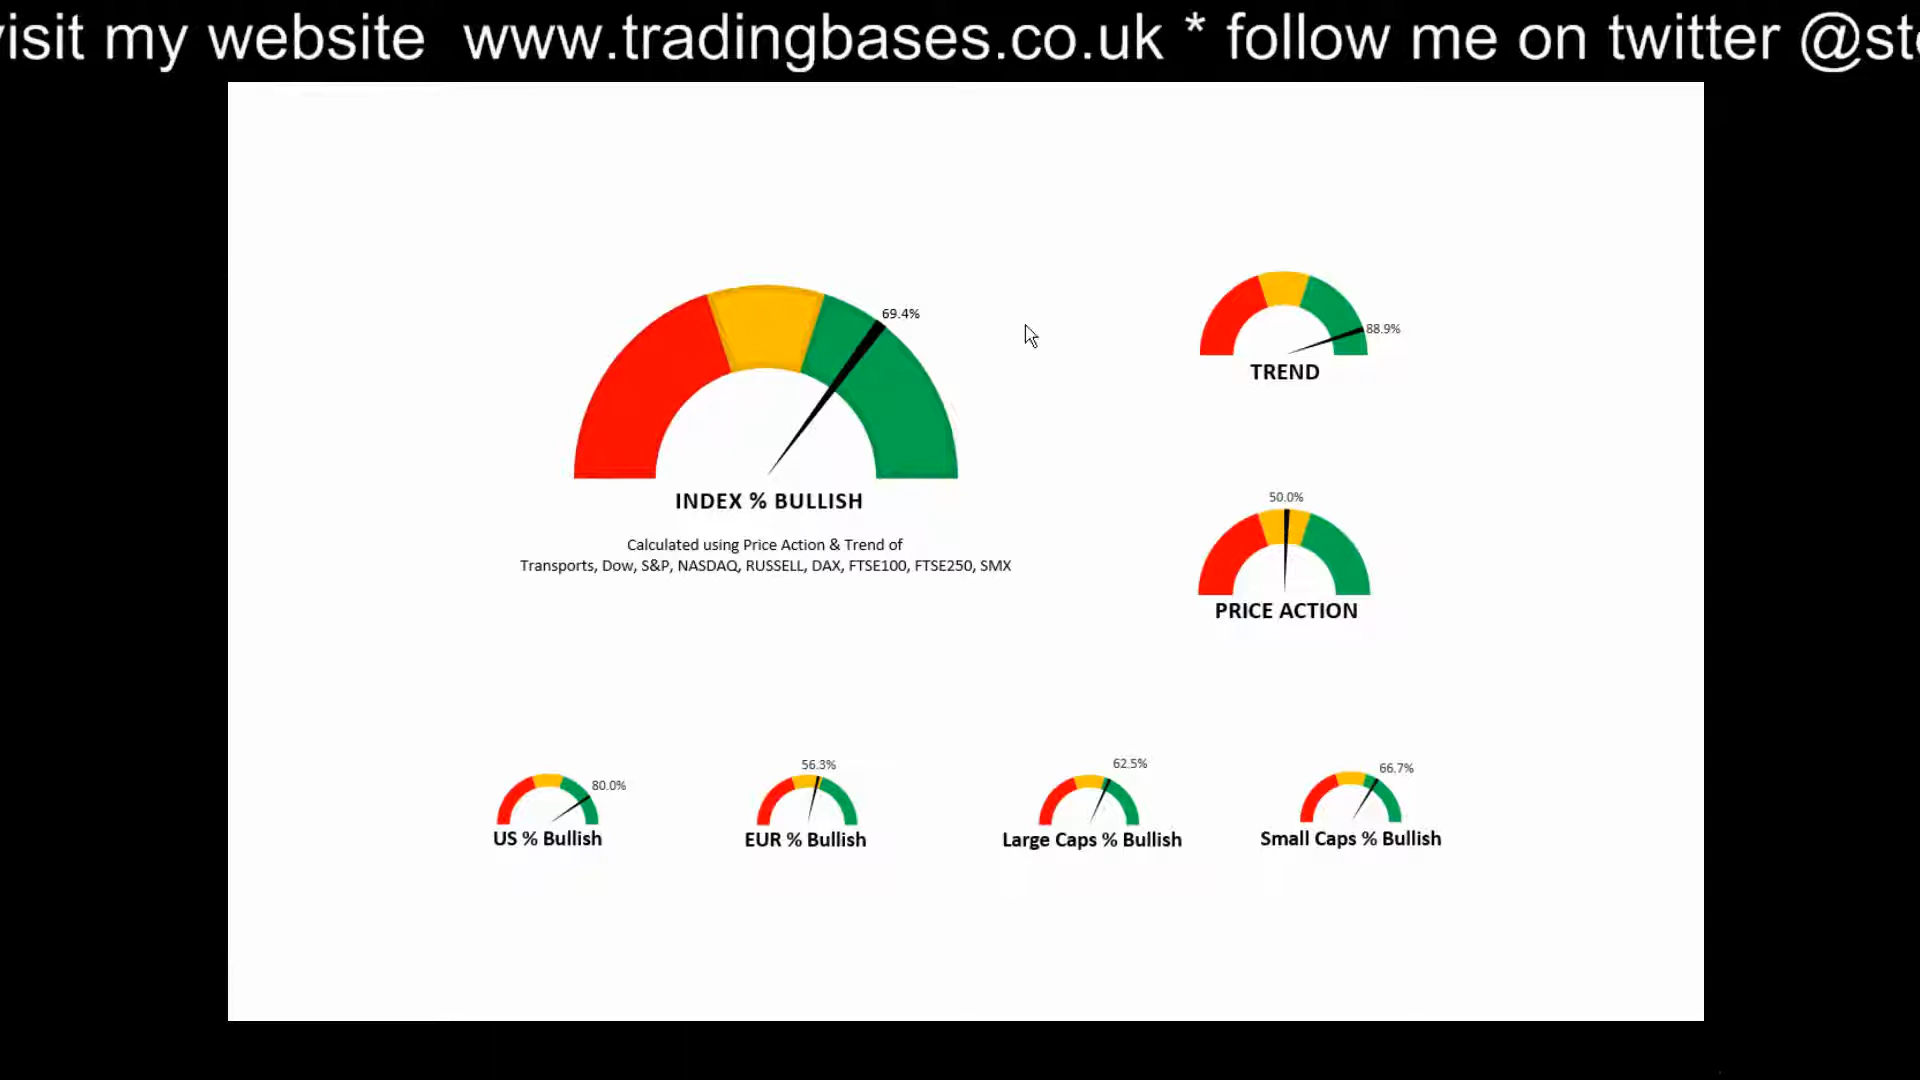 visit my website www.tradingbases.co.uk * follow me on twitter
69.4%
INDEX % BULLISH
Calculated using Price Action & Trend of
Transports, Dow, S&P, NASDAQ, RUSSELL, DAX, FTSE100, FTSE250, SMX
88.9%
TREND
50.0%
PRICE ACTION
80.0%
US % Bullish
56.3%
EUR % Bullish
62.5%
Large Caps % Bullish
66.7%
Small Caps % Bullish